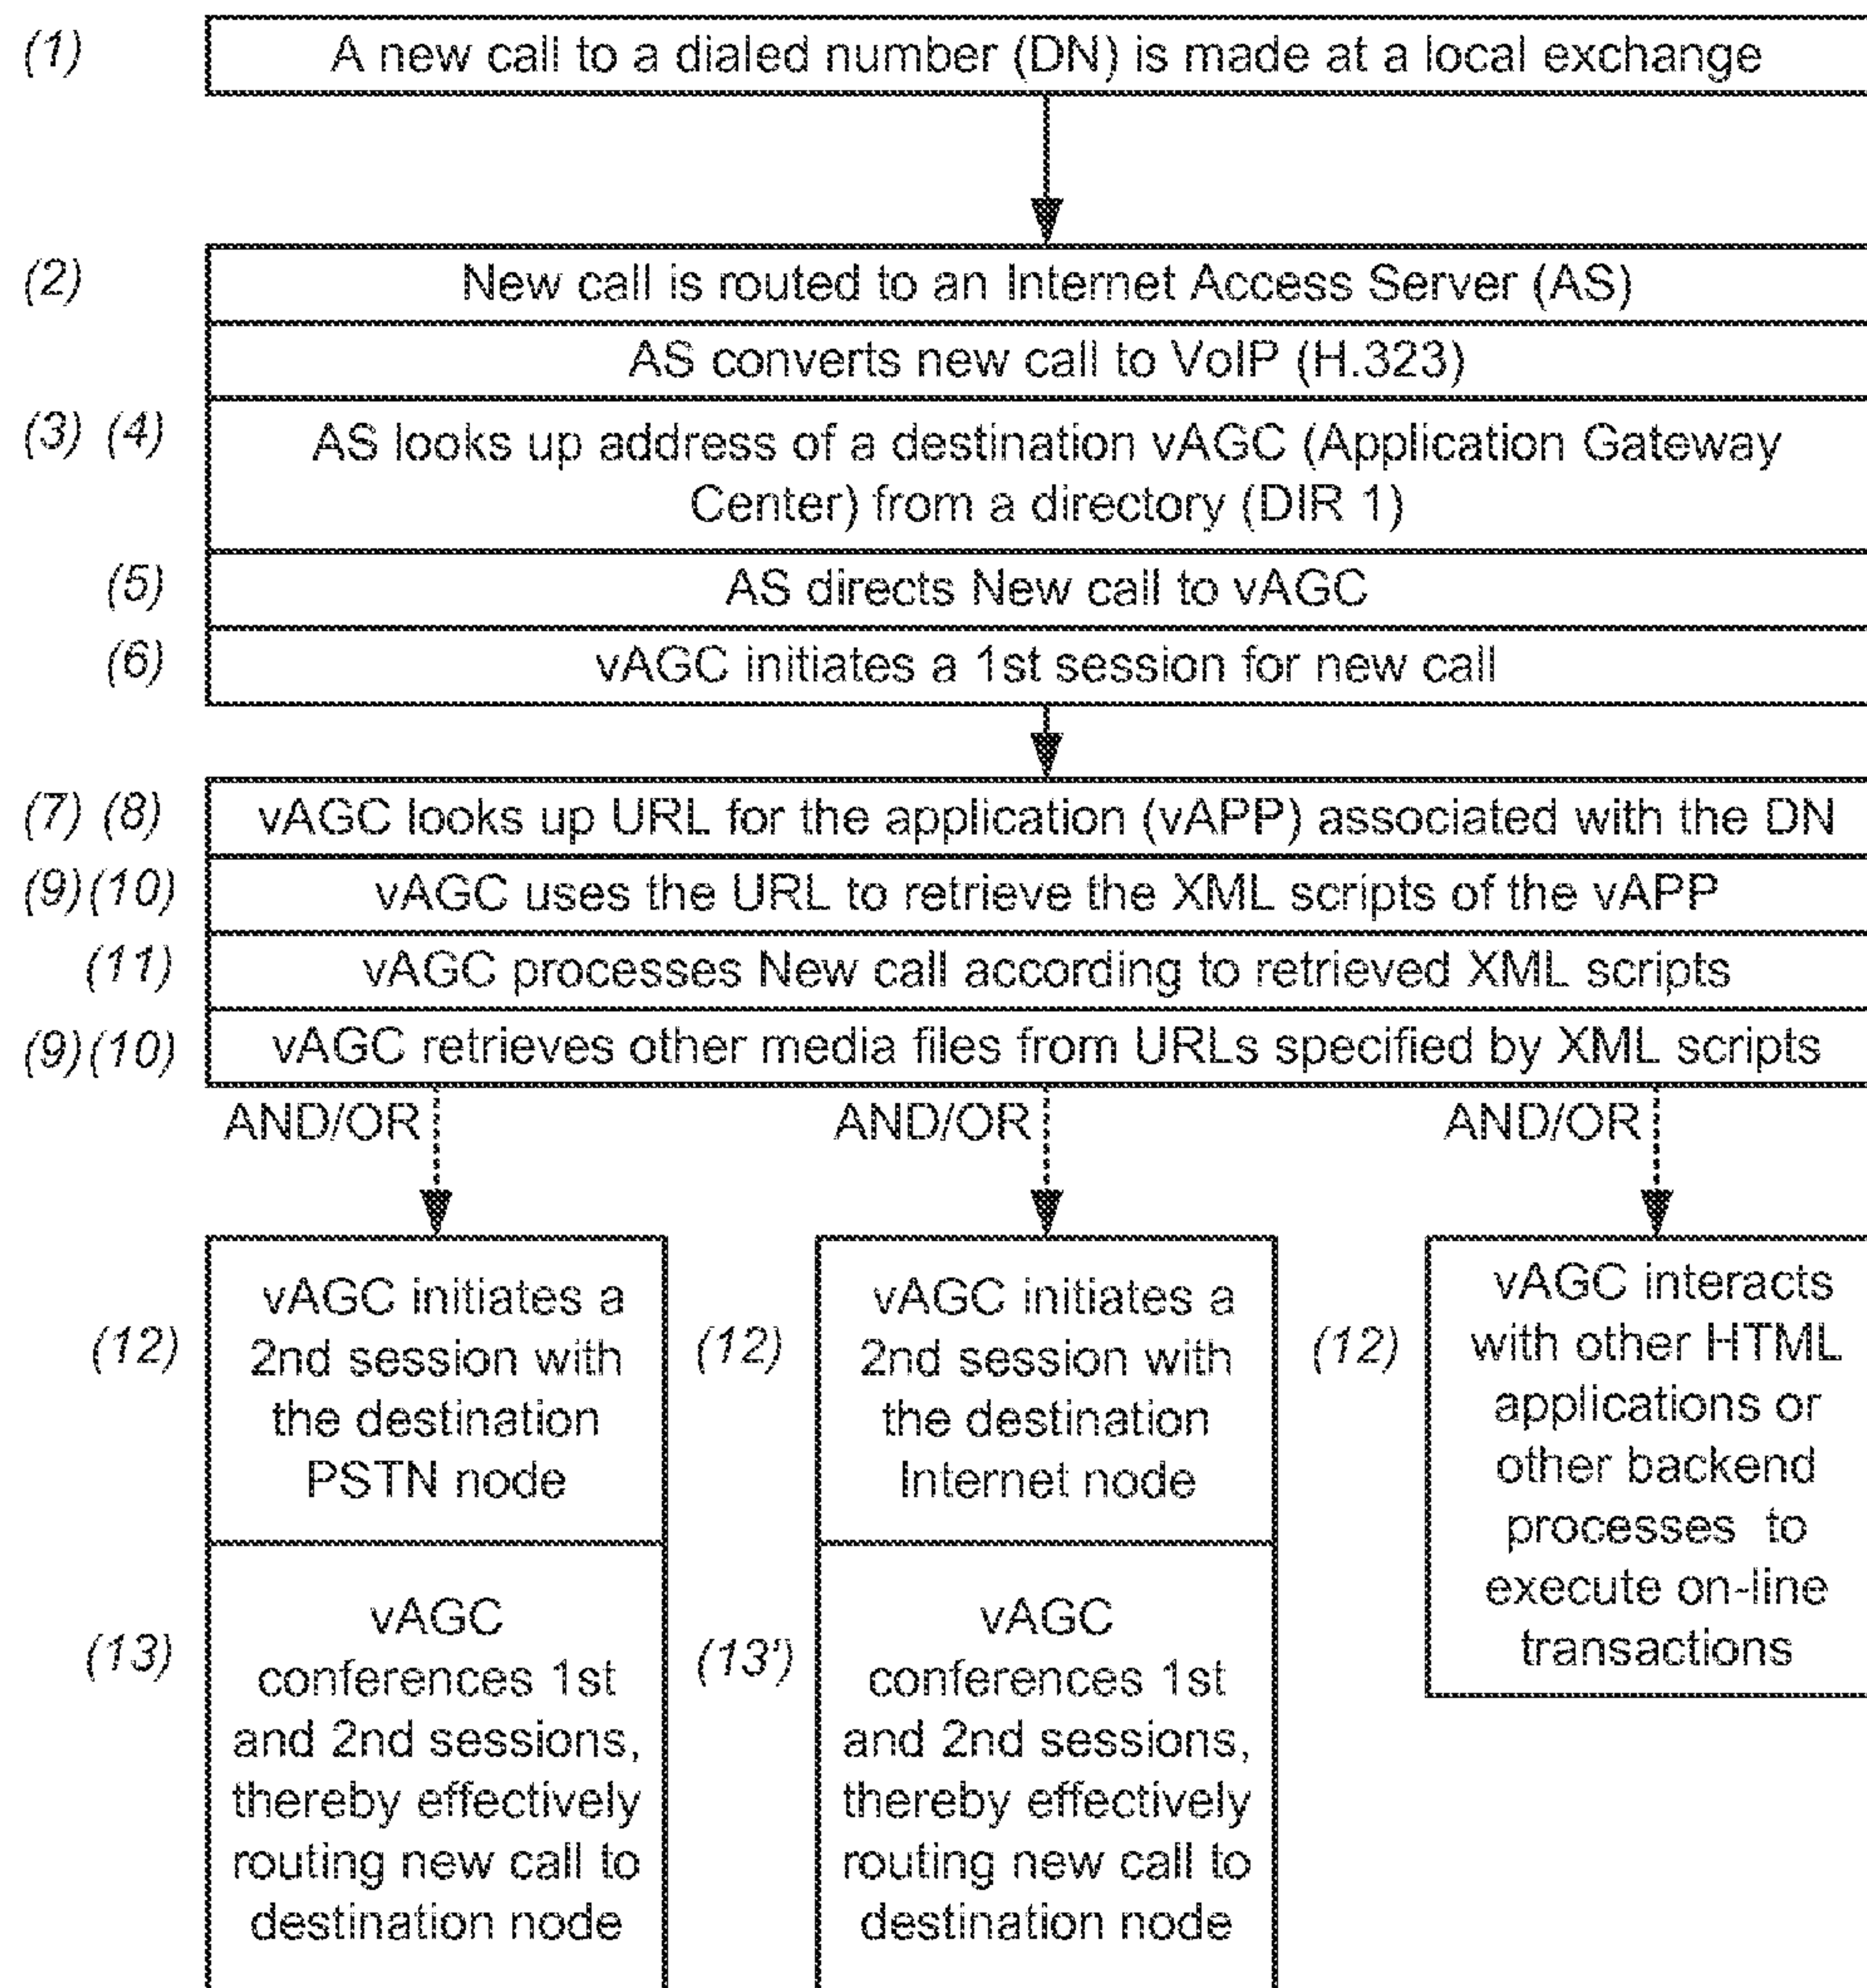 (1) A new call to a dialed number (DN) is made at a local exchange
(2) New call is routed to an Internet Access Server (AS)
AS converts new call to VoIP (H.323)
(3) (4) AS looks up address of a destination vAGC (Application Gateway
Center) from a directory (DIR 1)
(5) AS directs New call to vAGC
(6) vAGC initiates a 1st session for new call
(7) (8) vAGC looks up URL for the application (vAPP) associated with the DN
(9) (10) vAGC uses the URL to retrieve the XML scripts of the vAPP
(11) vAGC processes New call according to retrieved XML scripts
(9) (10) vAGC retrieves other media files from URLs specified by XML scripts
AND/OR AND/OR AND/OR
(12)
vAGC initiates a
2nd session with
the destination
PSTN node
(13)
vAGC
conferences 1st
and 2nd sessions,
thereby effectively
routing new call to
destination node
(12)
vAGC initiates a
2nd session with
the destination
Internet node
(13')
vAGC
conferences 1st
and 2nd sessions,
thereby effectively
routing new call to
destination node
(12)
vAGC interacts
with other HTML
applications or
other backend
processes to
execute on-line
transactions